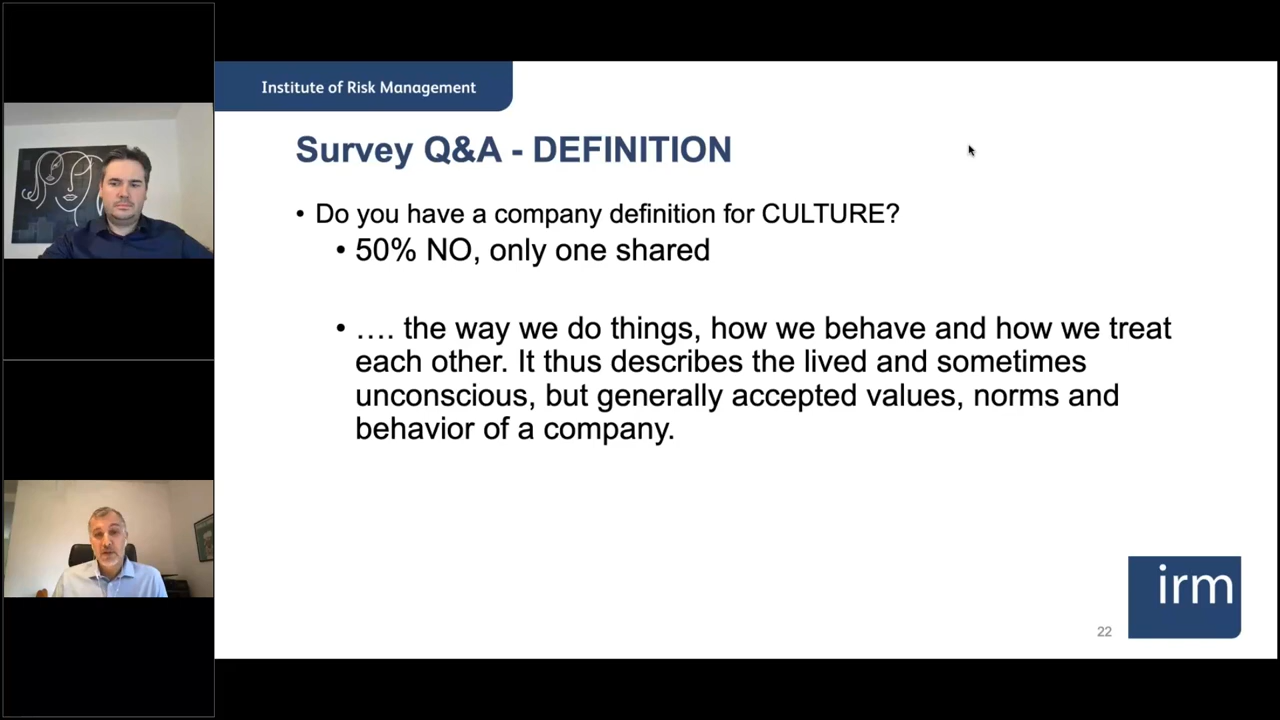 Institute of Risk Management
Survey Q&A - DEFINITION
• Do you have a company definition for CULTURE?
• 50% NO, only one shared
• …. the way we do things, how we behave and how we treat
each other. It thus describes the lived and sometimes
unconscious, but generally accepted values, norms and
behavior of a company.
irm
22